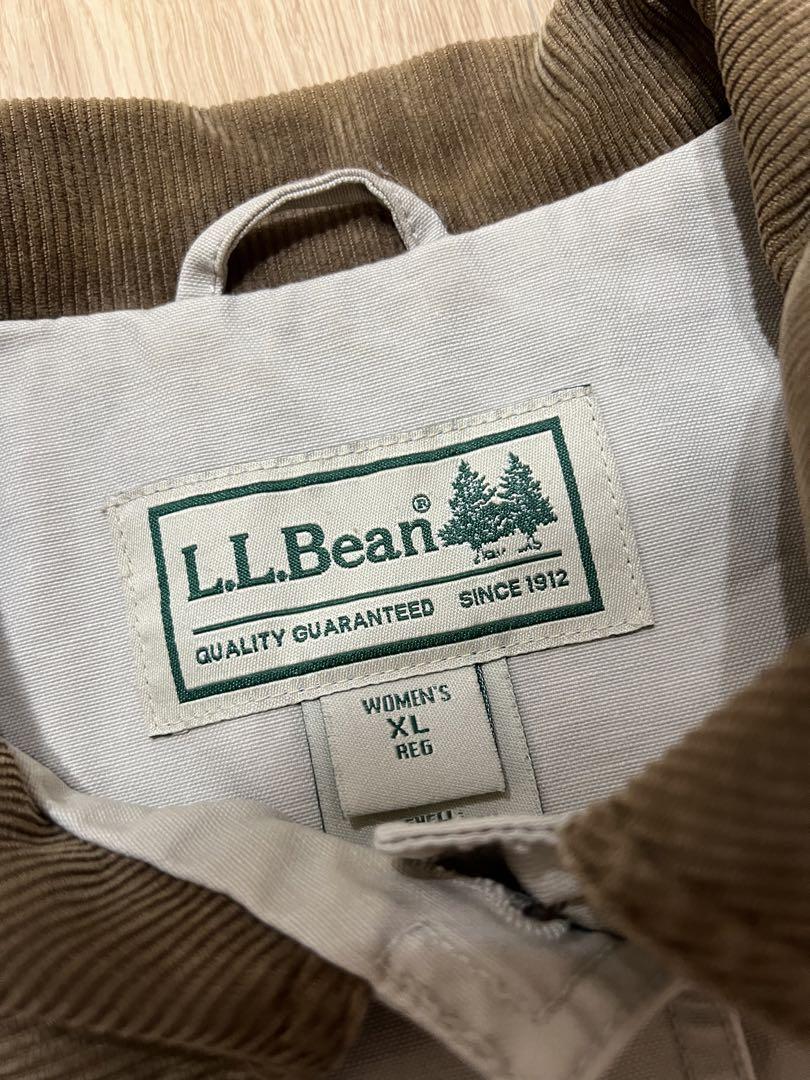 L.L.Bean®
QUALITY GUARANTEED SINCE 1912
WOMEN'S
XL
REG